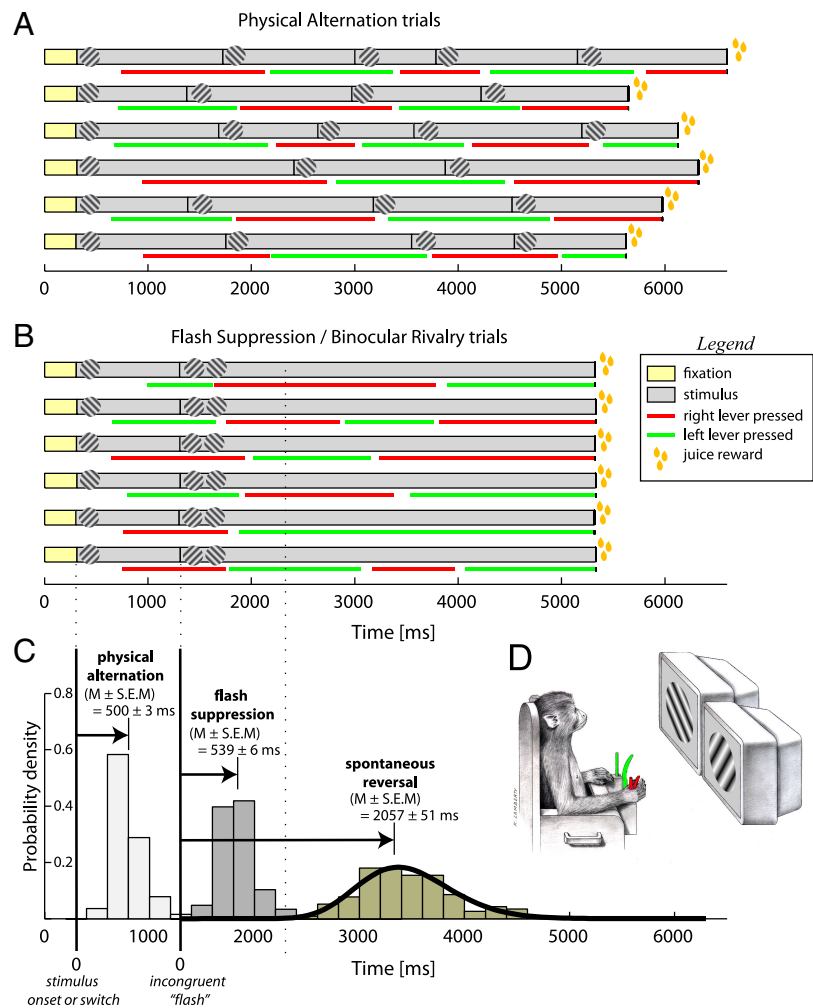 A
Physical Alternation trials
0 1000 2000 3000 4000 5000 6000
B
Flash Suppression / Binocular Rivalry trials
Legend
fixation
stimulus
right lever pressed
left lever pressed
juice reward
0 1000 2000 3000 4000 5000 6000
Time [ms]
C
physical
alternation
(M ± S.E.M)
= 500 ± 3 ms
flash
suppression
(M ± S.E.M)
= 539 ± 6 ms
spontaneous
reversal
(M ± S.E.M)
= 2057 ± 51 ms
Probability density
0.8
0.6
0.4
0.2
0 1000 2000 3000 4000 5000 6000
Time [ms]
0
stimulus
onset or switch
0
incongruent
“flash”
D
K. LAMBERTY